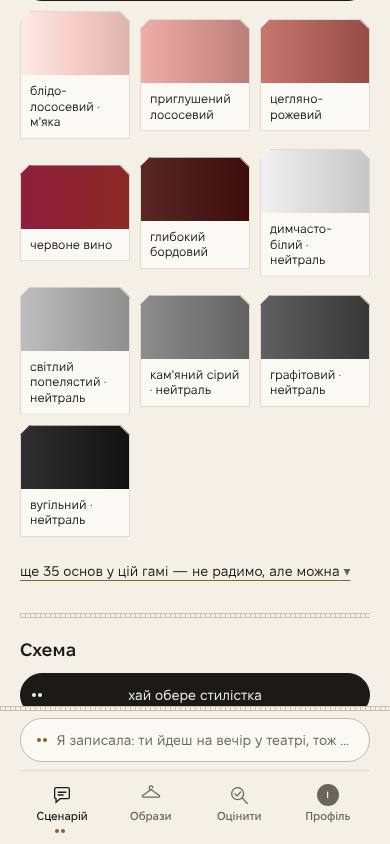 блідо-
лососевий ·
м'яка
приглушений
лососевий
цегляно-
рожевий
червоне вино
глибокий
бордовий
димчасто-
білий ·
нейтраль
світлий
попелястий ·
нейтраль
кам'яний сірий
· нейтраль
графітовий ·
нейтраль
вугільний ·
нейтраль
ще 35 основ у цій гамі — не радимо, але можна ▾
Схема
хай обере стилістка
Я записала: ти йдеш на вечір у театрі, тож ...
Сценарій
Образи
Оцінити
І
Профіль